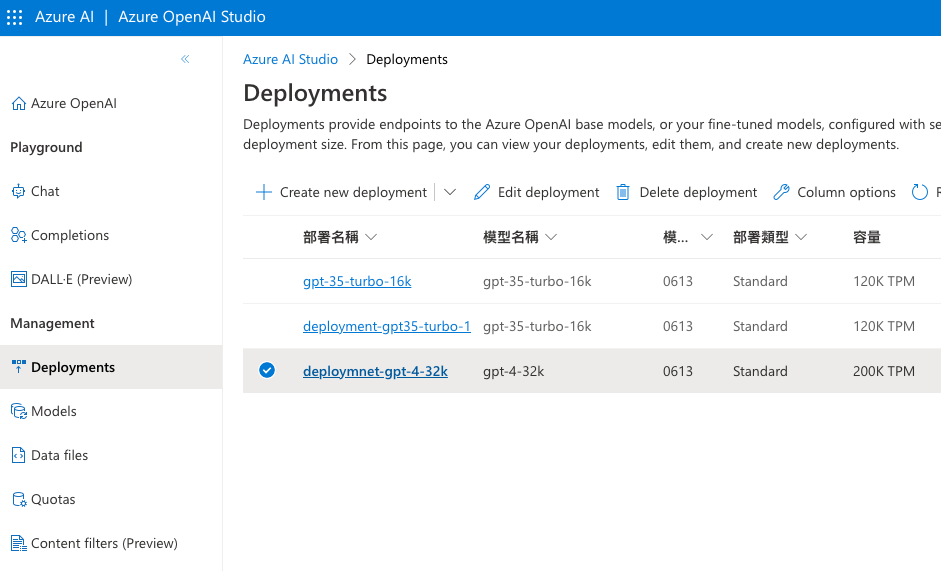 Azure AI | Azure OpenAI Studio
Azure OpenAI
Playground
Chat
Completions
DALL·E (Preview)
Management
Deployments
Models
Data files
Quotas
Content filters (Preview)
Azure AI Studio > Deployments
Deployments
Deployments provide endpoints to the Azure OpenAI base models, or your fine-tuned models, configured with se
deployment size. From this page, you can view your deployments, edit them, and create new deployments.
Create new deployment Edit deployment Delete deployment Column options R
部署名稱 模型名稱 模... 部署類型 容量
gpt-35-turbo-16k gpt-35-turbo-16k 0613 Standard 120K TPM
deployment-gpt35-turbo-1 gpt-35-turbo-16k 0613 Standard 120K TPM
deploymnet-gpt-4-32k gpt-4-32k 0613 Standard 200K TPM